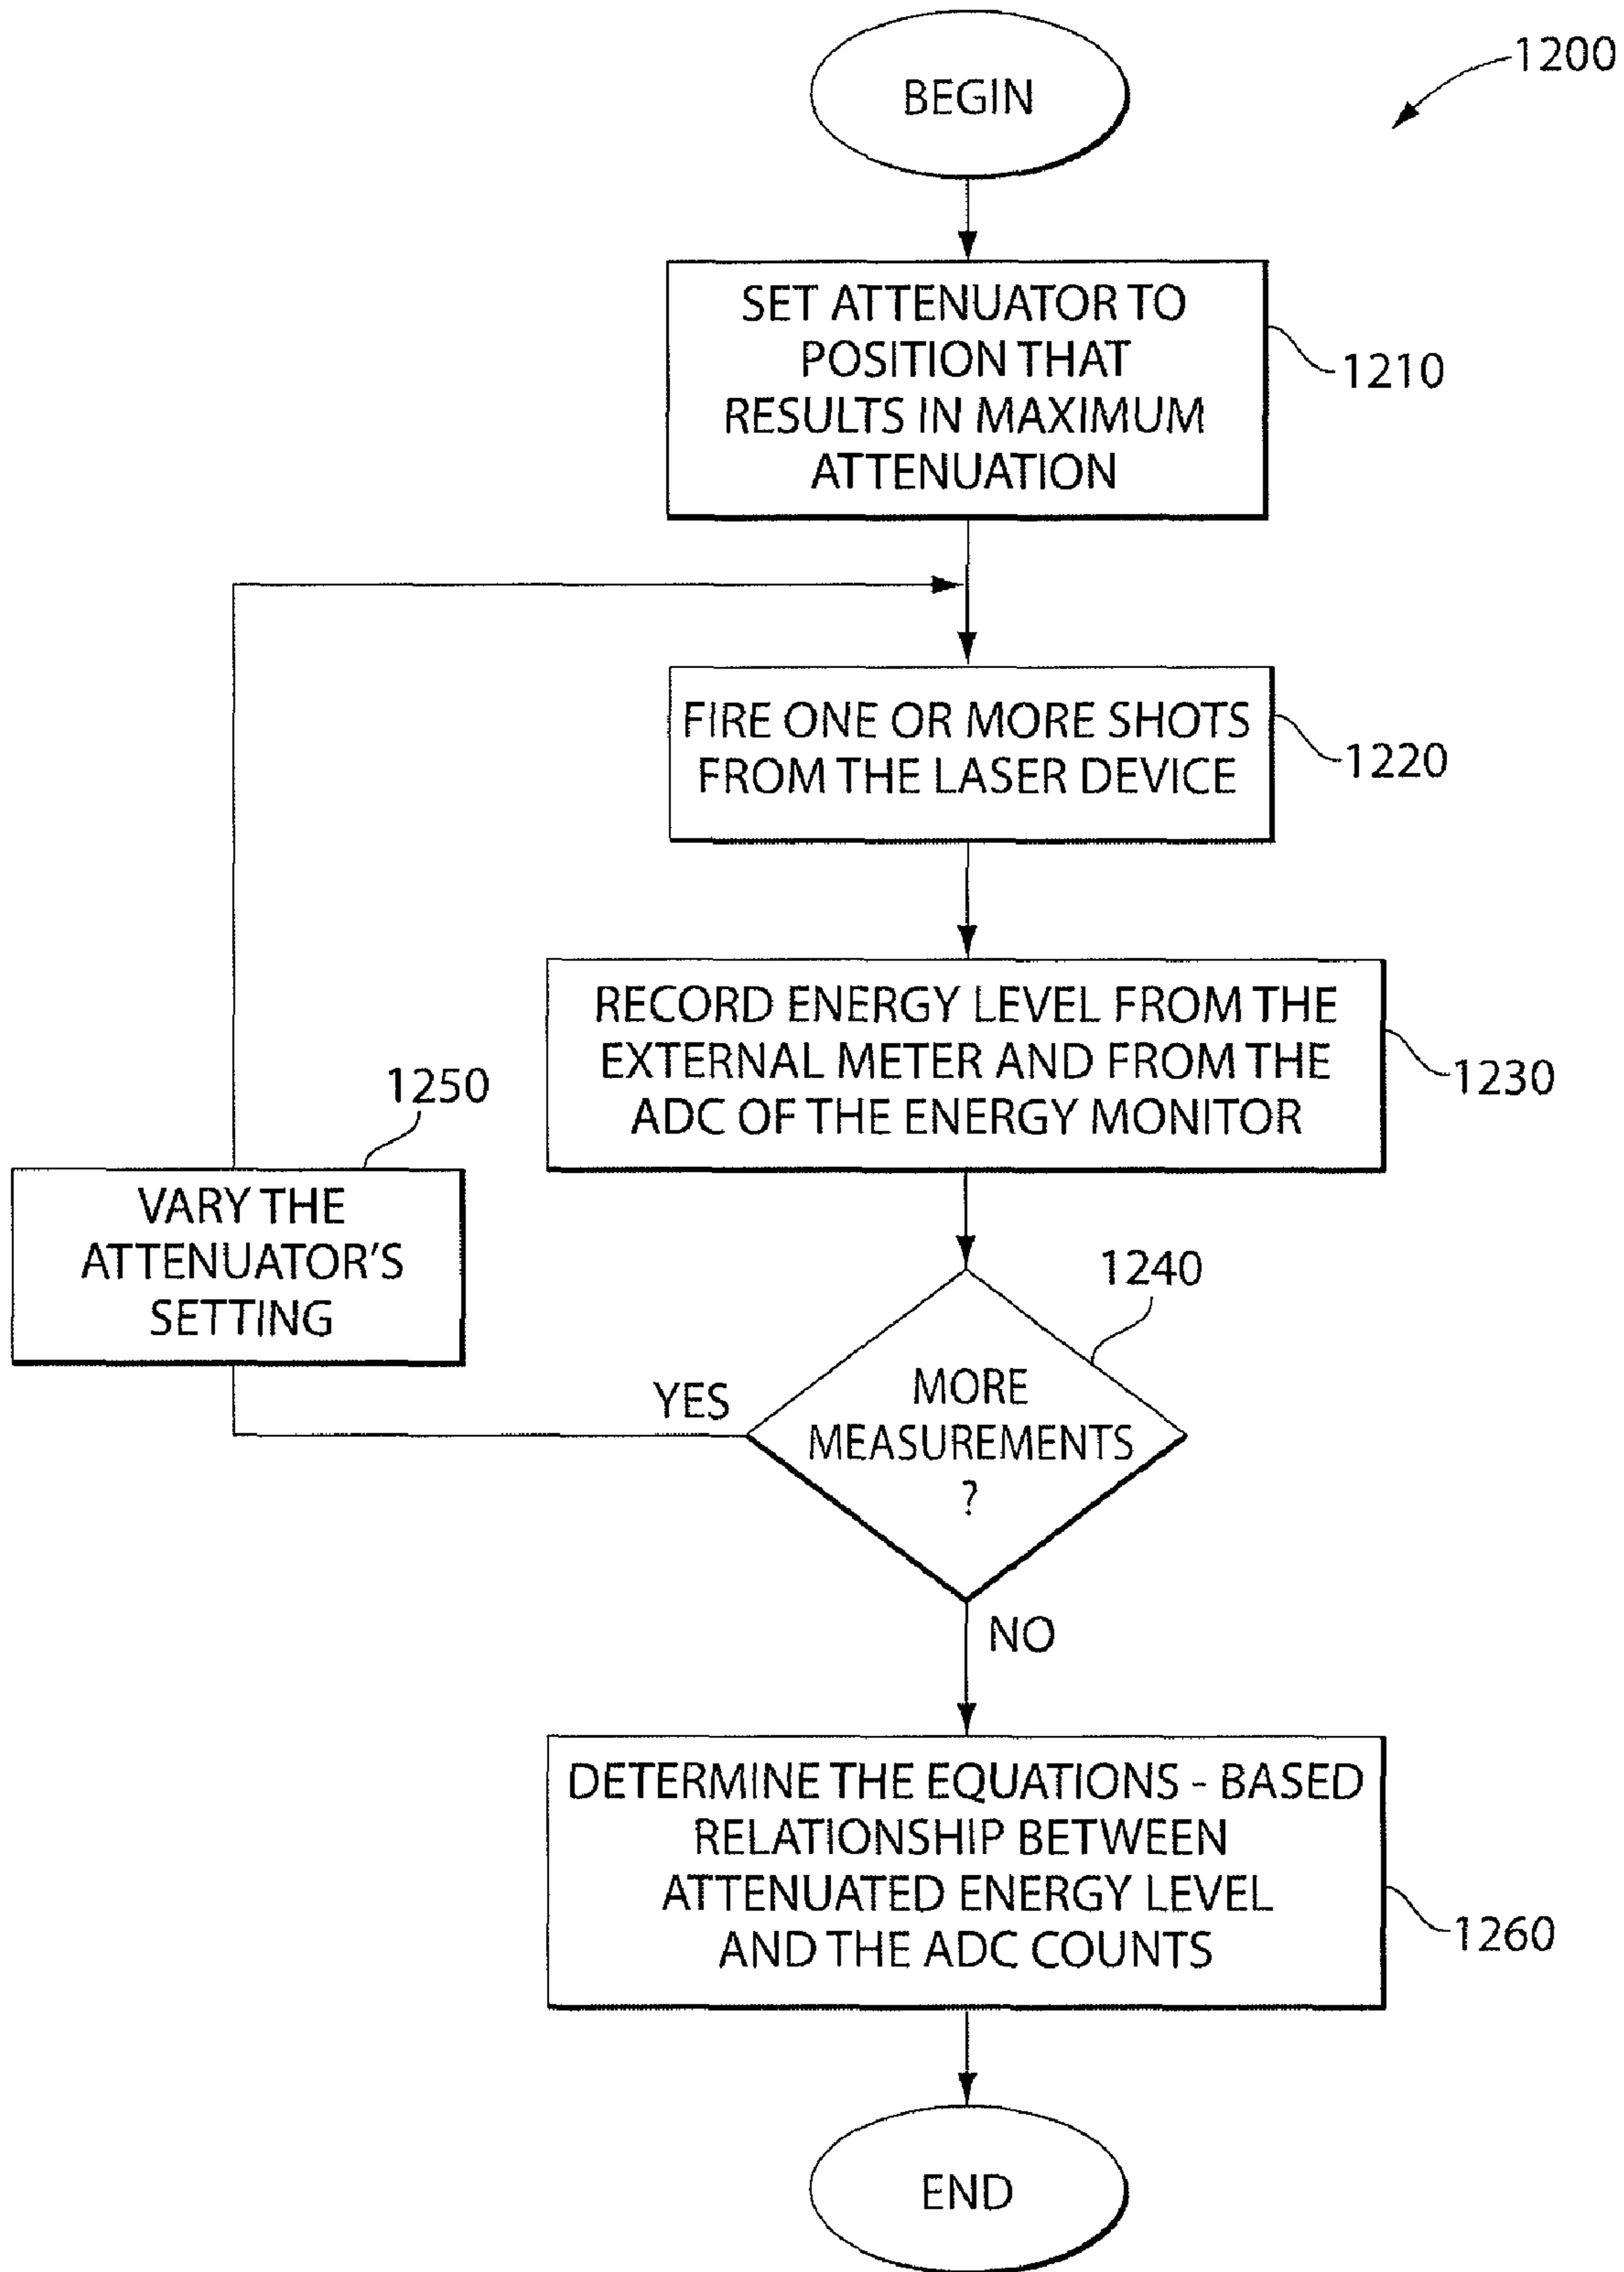 BEGIN
1200
SET ATTENUATOR TO
POSITION THAT
RESULTS IN MAXIMUM
ATTENUATION
1210
FIRE ONE OR MORE SHOTS
FROM THE LASER DEVICE
1220
RECORD ENERGY LEVEL FROM THE
EXTERNAL METER AND FROM THE
ADC OF THE ENERGY MONITOR
1230
1250
VARY THE
ATTENUATOR'S
SETTING
1240
YES
MORE
MEASUREMENTS
?
NO
DETERMINE THE EQUATIONS - BASED
RELATIONSHIP BETWEEN
ATTENUATED ENERGY LEVEL
AND THE ADC COUNTS
1260
END